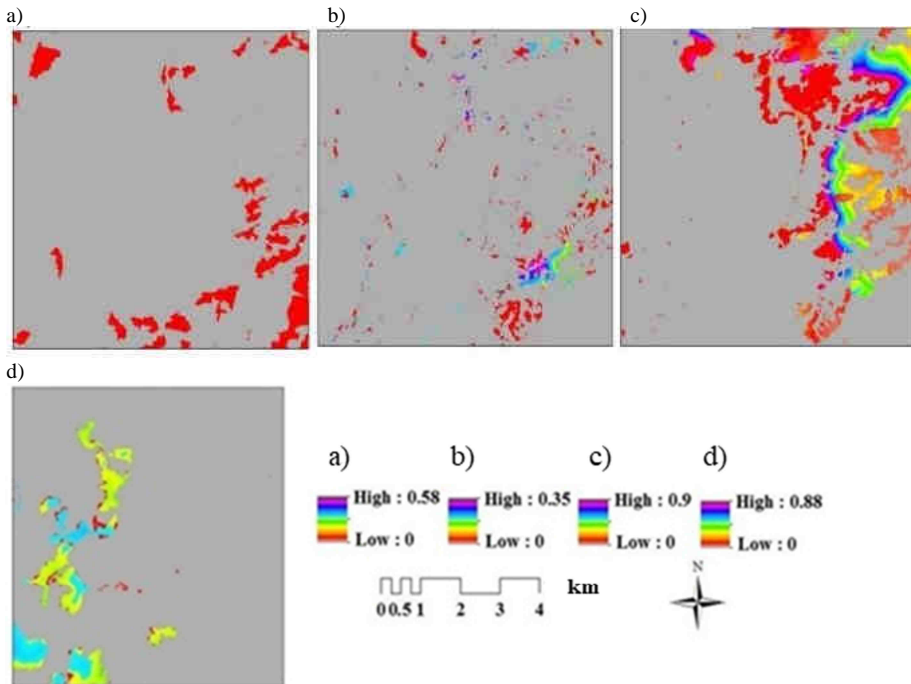 a)
b)
c)
d)
a)
b)
c)
d)
High : 0.58
High : 0.35
High : 0.9
High : 0.88
Low : 0
Low : 0
Low : 0
Low : 0
N
km
0 0.5 1 2 3 4